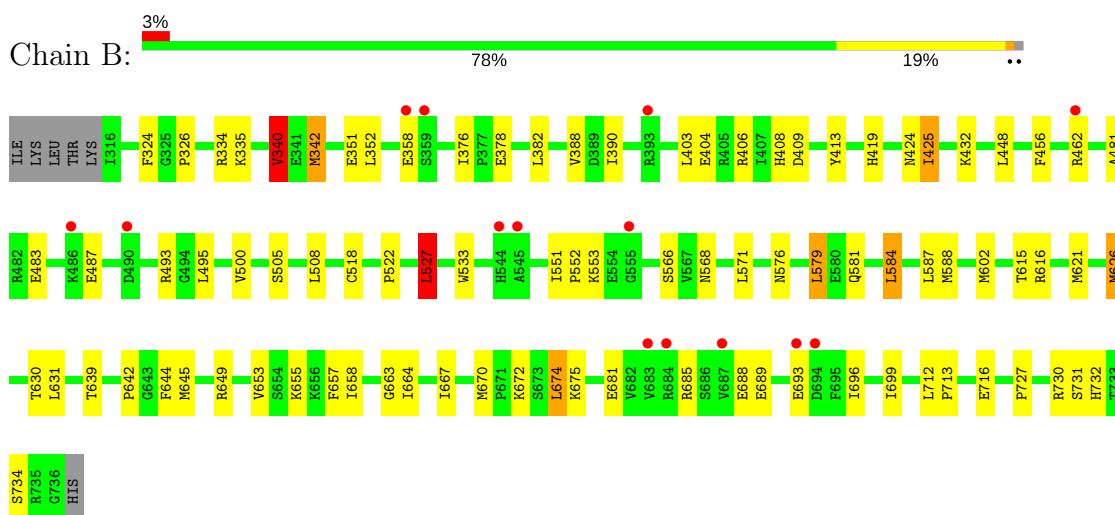 3%
Chain B:
78% 19% ••
ILE LYS LEU THR LYS I316 F324 G325 P326 R334 K335 V340 E341 M342 E351 L352 E358 S359 I376 P377 E378 L382 V388 D389 I390 R393 L403 E404 R405 R406 I407 H408 D409 Y413 H419 N424 I425 K432 L448 F456 R462 A481
R482 E483 K486 E487 D490 R493 G494 L495 V500 S505 L508 C518 P522 L527 W533 H544 A545 I551 P552 K553 E554 G555 S566 V567 N568 L571 N576 L579 E580 Q581 L584 L587 M588 M602 T615 R616 M621 M626
T630 L631 T639 P642 G643 F644 M645 R649 V653 S654 K655 K656 F657 I658 G663 I664 I667 M670 P671 K672 S673 L674 K675 E681 V682 V683 R684 R685 S686 V687 E688 E689 E693 D694 F695 I696 I699 L712 P713 E716 P727 R730 S731 H732 T733
S734 R735 G736 HIS